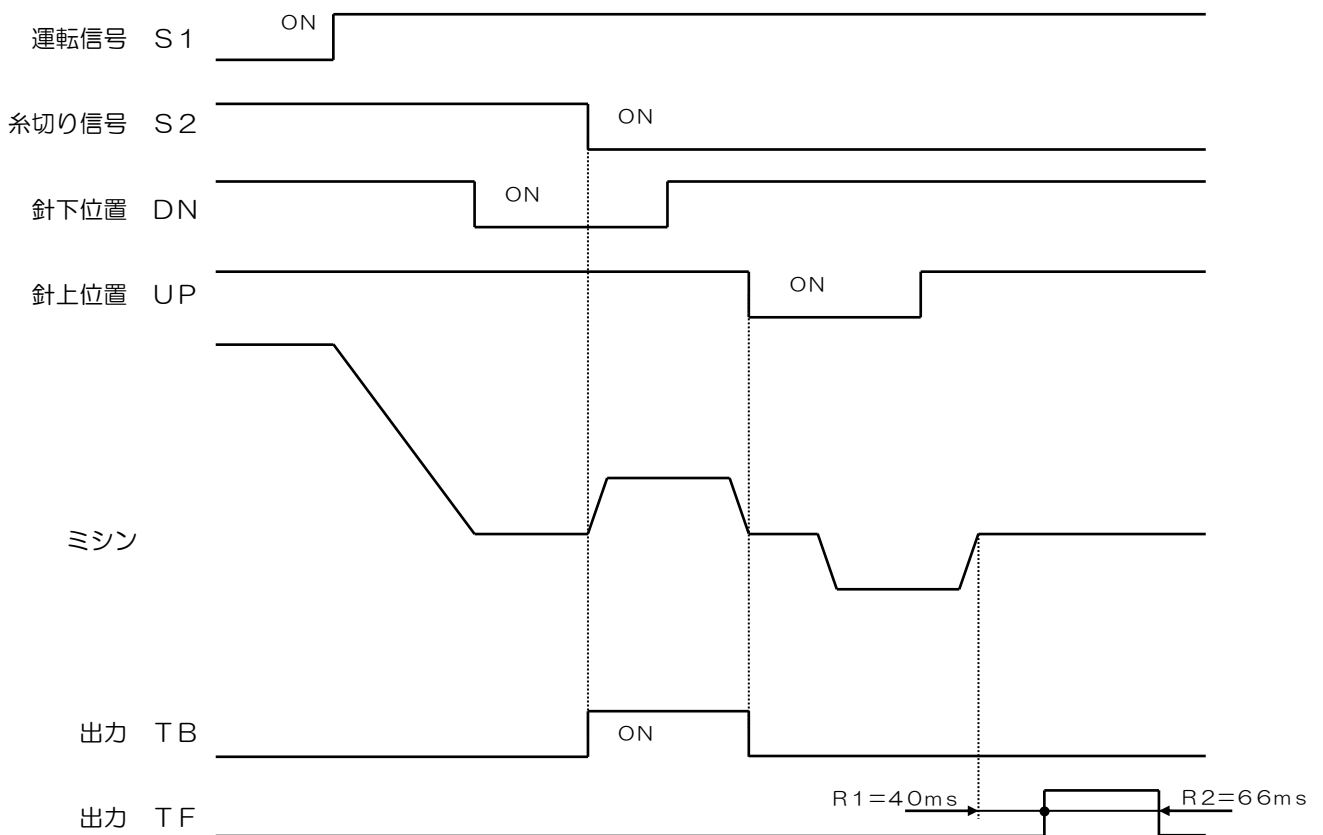 運転信号 S1 ON
糸切り信号 S2 ON
針下位置 DN ON
針上位置 UP ON
ミシン
出力 TB ON
出力 TF R1=40ms R2=66ms